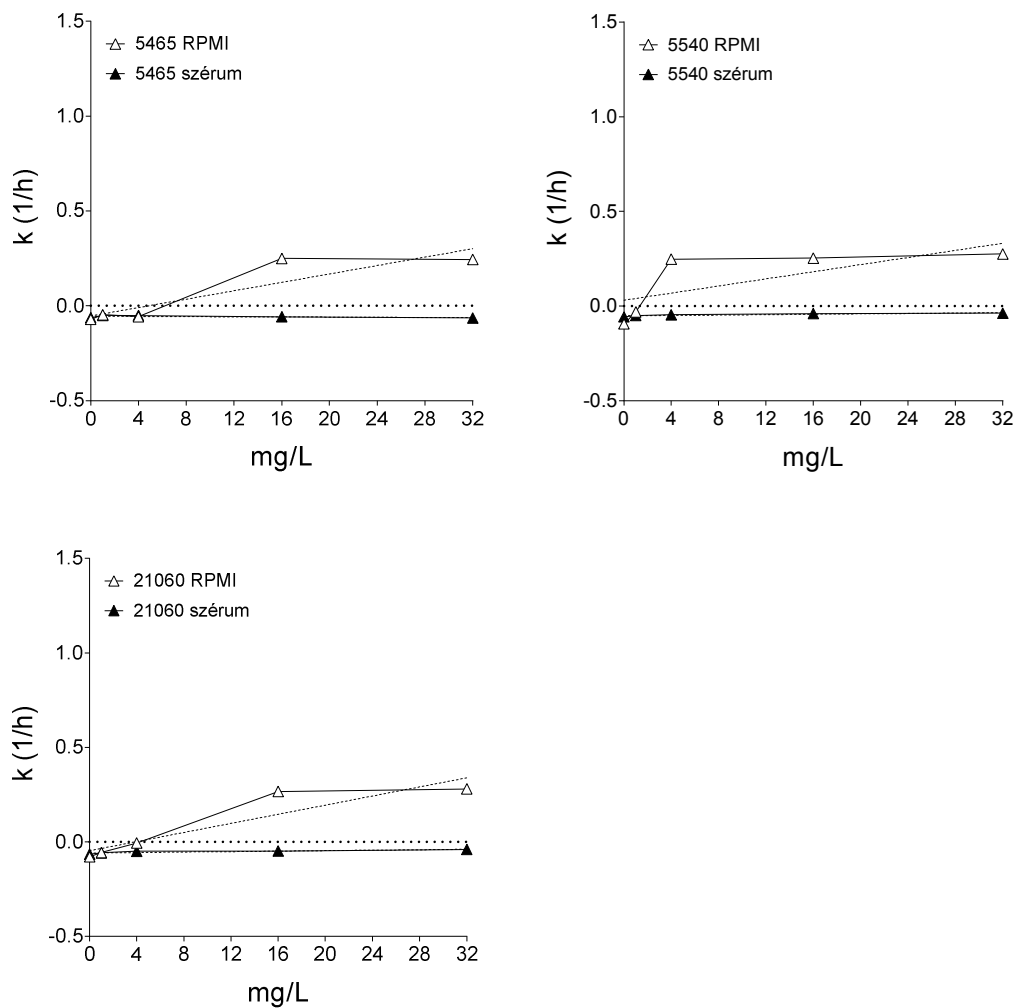 1.5
1.0
0.5
0.0
-0.5
k (1/h)
5465 RPMI
5465 szérum
0 4 8 12 16 20 24 28 32
mg/L
1.5
1.0
0.5
0.0
-0.5
k (1/h)
5540 RPMI
5540 szérum
0 4 8 12 16 20 24 28 32
mg/L
1.5
1.0
0.5
0.0
-0.5
k (1/h)
21060 RPMI
21060 szérum
0 4 8 12 16 20 24 28 32
mg/L